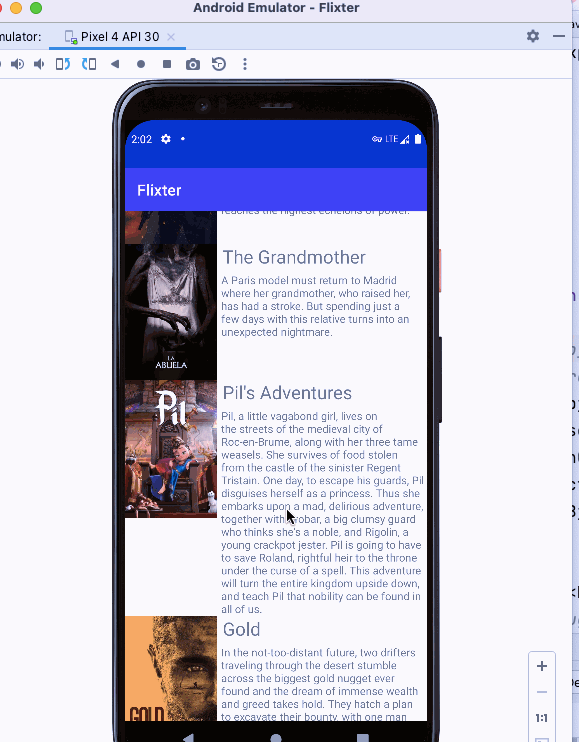 Android Emulator - Flixter
mulator:
Pixel 4 API 30
2:02
LTE
Flixter
reaches the highest echelons of power.
The Grandmother
A Paris model must return to Madrid
where her grandmother, who raised her,
has had a stroke. But spending just a
few days with this relative turns into an
unexpected nightmare.
LA
ABUELA
Pil's Adventures
Pil
Pil, a little vagabond girl, lives on
the streets of the medieval city of
Roc-en-Brume, along with her three tame
weasels. She survives of food stolen
from the castle of the sinister Regent
Tristain. One day, to escape his guards, Pil
disguises herself as a princess. Thus she
embarks upon a mad, delirious adventure,
together with Crobar, a big clumsy guard
who thinks she's a noble, and Rigolin, a
young crackpot jester. Pil is going to have
to save Roland, rightful heir to the throne
under the curse of a spell. This adventure
will turn the entire kingdom upside down,
and teach Pil that nobility can be found in
all of us.
Gold
In the not-too-distant future, two drifters
traveling through the desert stumble
across the biggest gold nugget ever
found and the dream of immense wealth
and greed takes hold. They hatch a plan
to excavate their bounty, with one man
GOLD
1:1